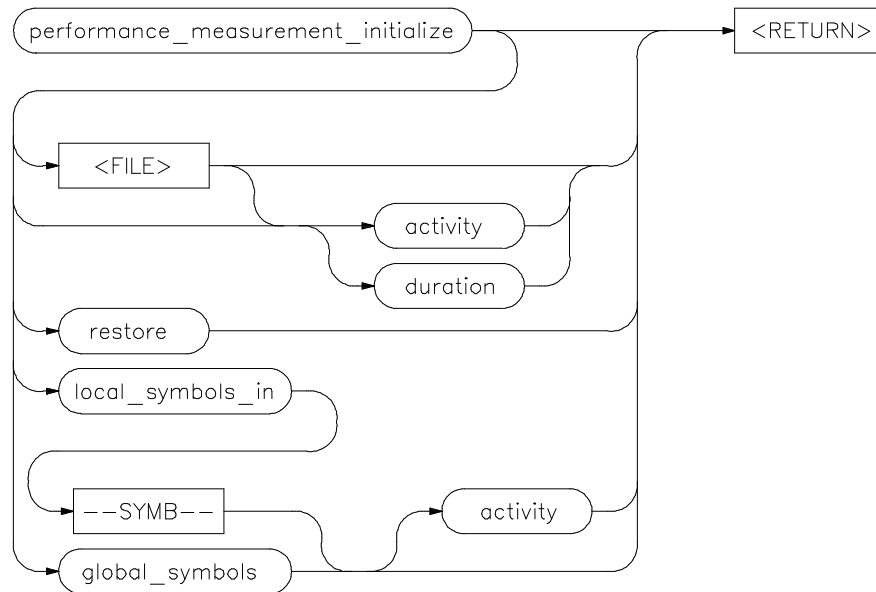 performance_measurement_initialize
<RETURN>
<FILE>
activity
duration
restore
local_symbols_in
--SYMB--
activity
global_symbols